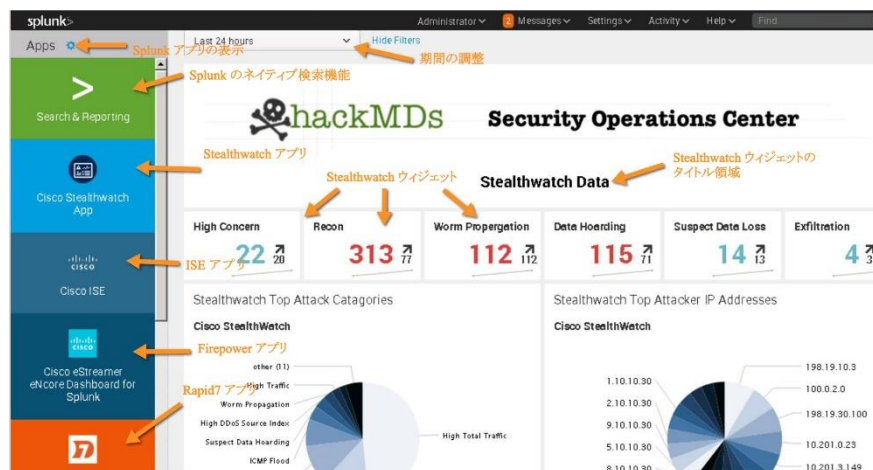 splunk>
Administrator
2 Messages
Settings
Activity
Help
Find
Apps
Splunk アプリの表示
Last 24 hours
Hide Filters
期間の調整
Splunk のネイティブ検索機能
Search & Reporting
hackMDs Security Operations Center
Stealthwatch アプリ
Stealthwatch ウィジェット
Stealthwatch ウィジェットの
タイトル領域
Stealthwatch Data
Cisco Stealthwatch
App
High Concern
22
20
Recon
313
77
Worm Propergation
112
112
Data Hoarding
115
71
Suspect Data Loss
14
13
Exfiltration
4
3
CISCO
ISE アプリ
Cisco ISE
Stealthwatch Top Attack Catagories
Cisco StealthWatch
Stealthwatch Top Attacker IP Addresses
Cisco StealthWatch
CISCO
Firepower アプリ
Cisco eStreamer
eNcore Dashboard for
Splunk
Rapid7 アプリ
other (11)
High Traffic
Worm Propagation
High DDoS Source Index
Suspect Data Hoarding
ICMP Flood
High Total Traffic
1.10.10.30
2.10.10.30
9.10.10.30
5.10.10.30
8.10.10.30
198.19.10.3
100.0.2.0
198.19.30.100
10.201.0.23
10.201.3.149